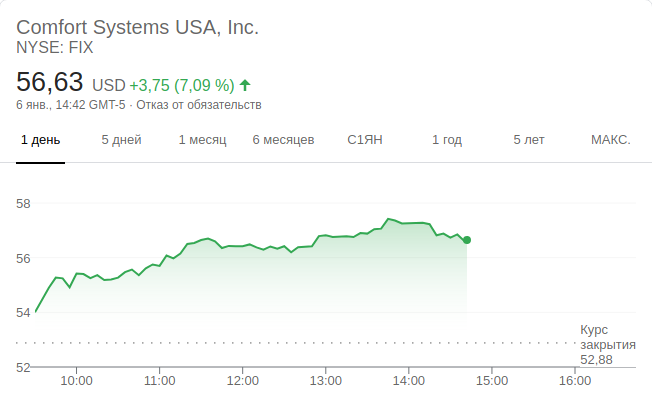 Comfort Systems USA, Inc.
NYSE: FIX
56,63 USD +3,75 (7,09 %)
6 янв., 14:42 GMT-5 · Отказ от обязательств
1 день 5 дней 1 месяц 6 месяцев С1ЯН 1 год 5 лет МАКС.
58
56
54
Курс
закрытия
52,88
52
10:00 11:00 12:00 13:00 14:00 15:00 16:00